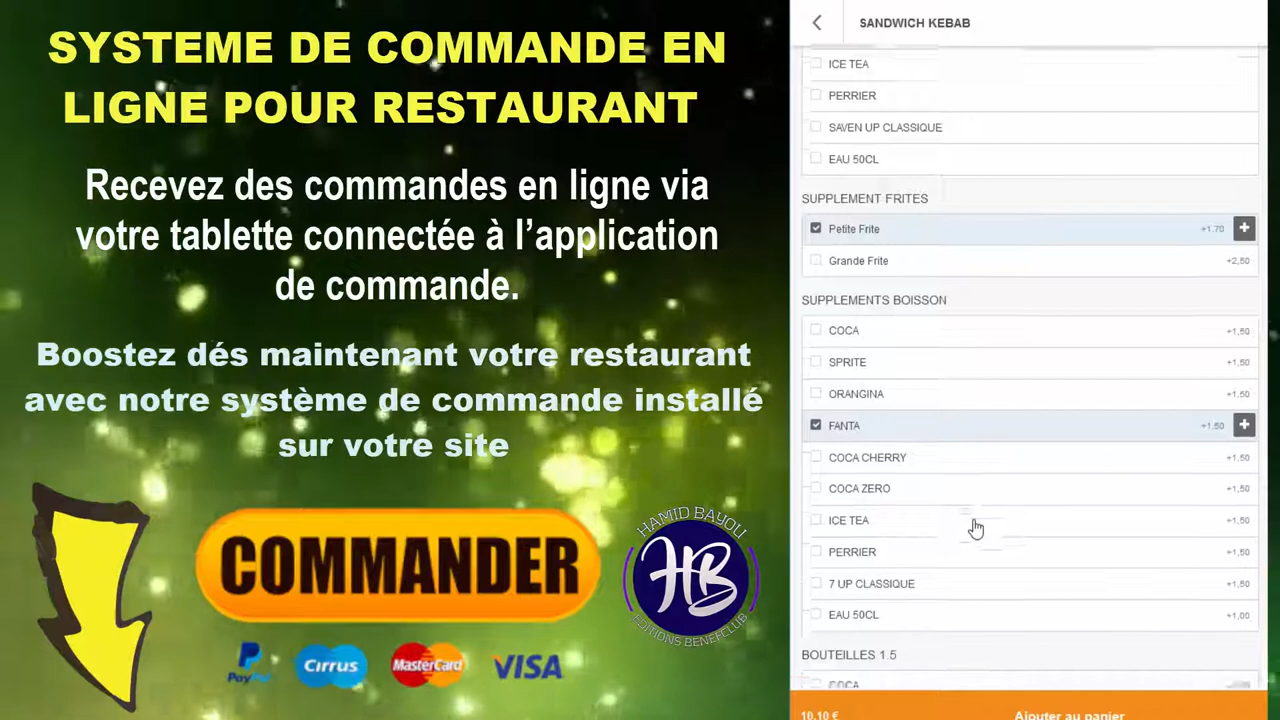 SYSTEME DE COMMANDE EN
LIGNE POUR RESTAURANT
Recevez des commandes en ligne via
votre tablette connectée à l'application
de commande.
Boostez dés maintenant votre restaurant
avec notre système de commande installé
sur votre site
COMMANDER
HAMID BAYOU
HB
EDITIONS BENEFCLUB
PayPal
Cirrus
MasterCard
VISA
SANDWICH KEBAB
ICE TEA
PERRIER
SAVEN UP CLASSIQUE
EAU 50CL
SUPPLEMENT FRITES
Petite Frite +1.70
Grande Frite +2,50
SUPPLEMENTS BOISSON
COCA +1,50
SPRITE +1,50
ORANGINA +1,50
FANTA +1,50
COCA CHERRY +1,50
COCA ZERO +1,50
ICE TEA +1,50
PERRIER +1,50
7 UP CLASSIQUE +1,50
EAU 50CL +1,00
BOUTEILLES 1.5
COCA
10,10 € Ajouter au panier